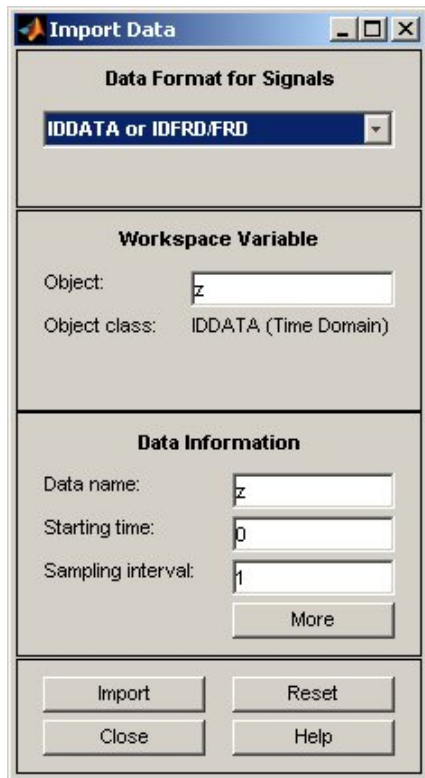 Import Data
Data Format for Signals
IDDATA or IDFRD/FRD
Workspace Variable
Object: z
Object class: IDDATA (Time Domain)
Data Information
Data name: z
Starting time: 0
Sampling interval: 1
More
Import Reset
Close Help